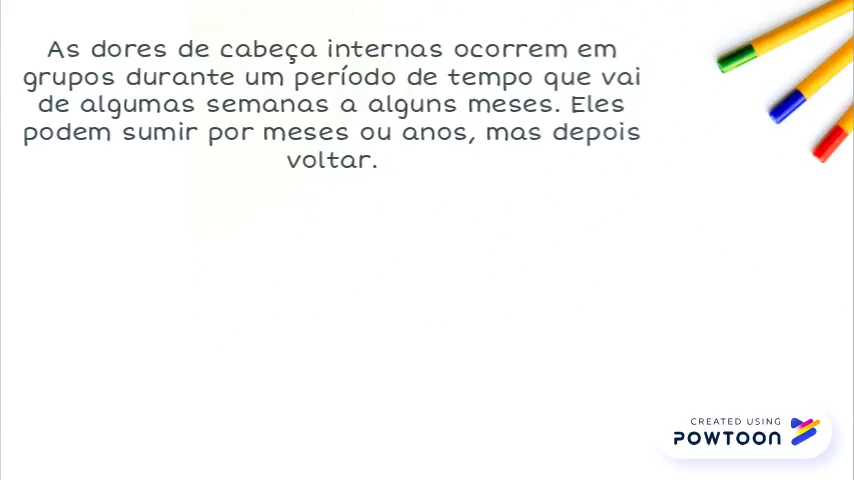 As dores de cabeça internas ocorrem em
grupos durante um período de tempo que vai
de algumas semanas a alguns meses. Eles
podem sumir por meses ou anos, mas depois
voltar.
CREATED USING
POWTOON